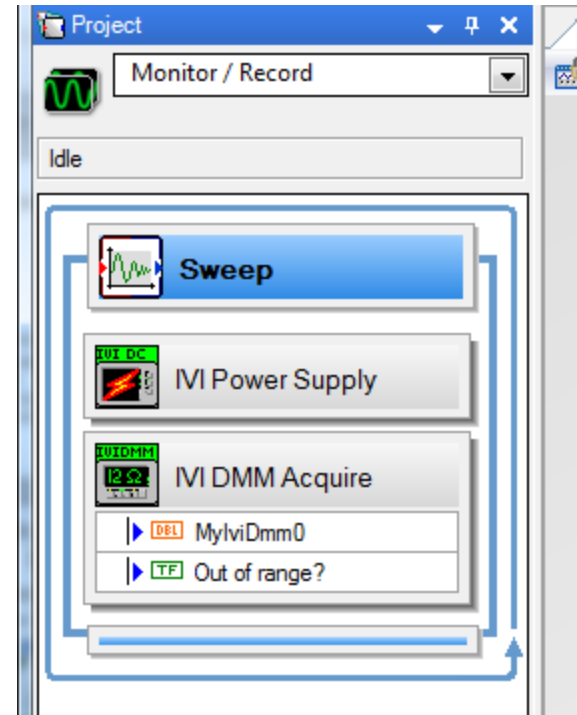 Project
Monitor / Record
Idle
Sweep
IVI DC
IVI Power Supply
IVIDMM
12 Ω
IVI DMM Acquire
DBL MyIviDmm0
TF Out of range?